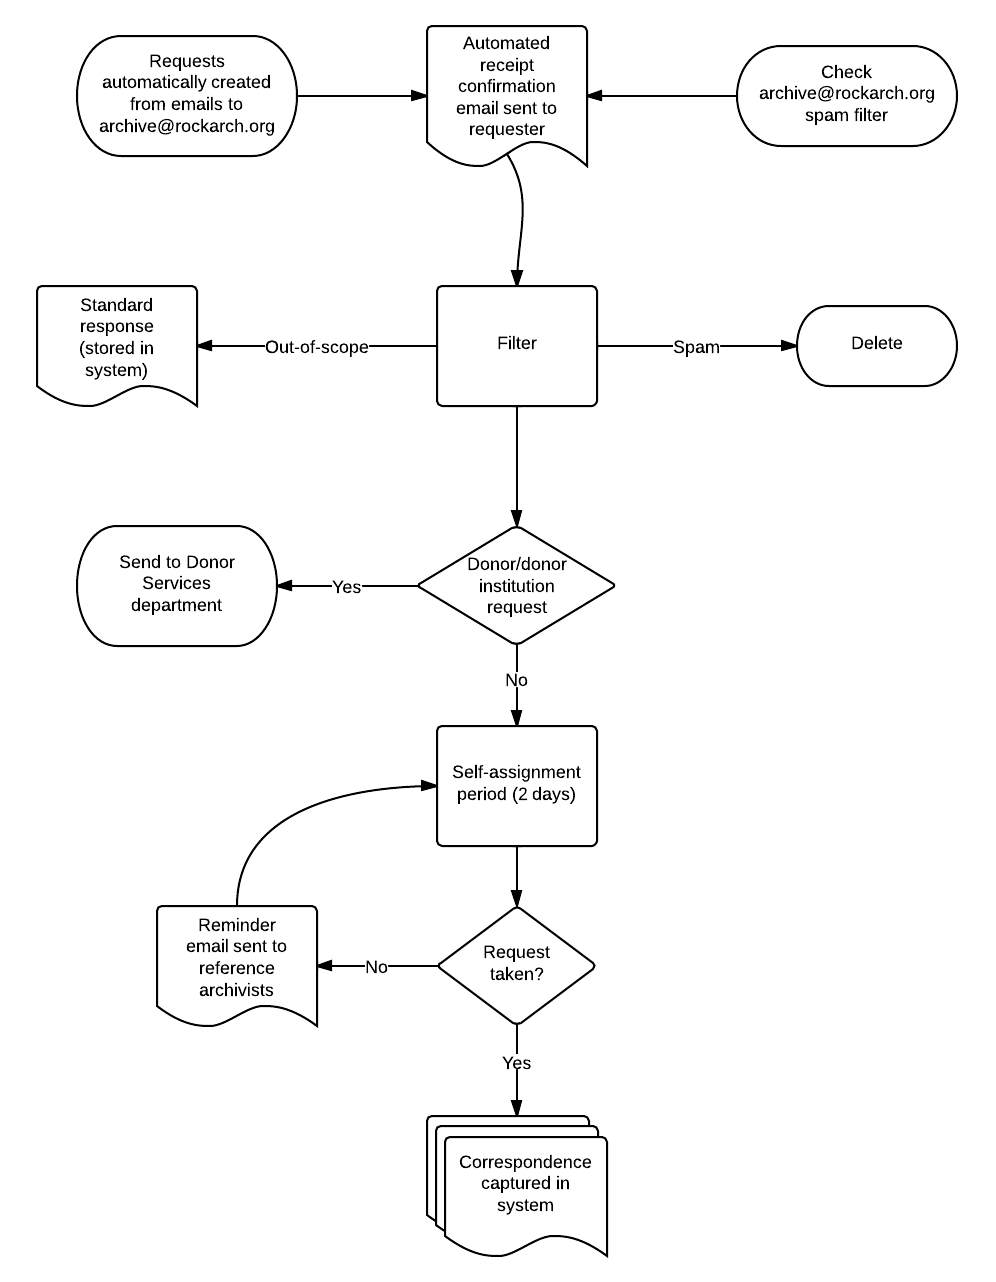 Requests
automatically created
from emails to
archive@rockarch.org
Automated
receipt
confirmation
email sent to
requester
Check
archive@rockarch.org
spam filter
Standard
response
(stored in
system)
Out-of-scope
Filter
Spam
Delete
Send to Donor
Services
department
Yes
Donor/donor
institution
request
No
Self-assignment
period (2 days)
Reminder
email sent to
reference
archivists
No
Request
taken?
Yes
Correspondence
captured in
system